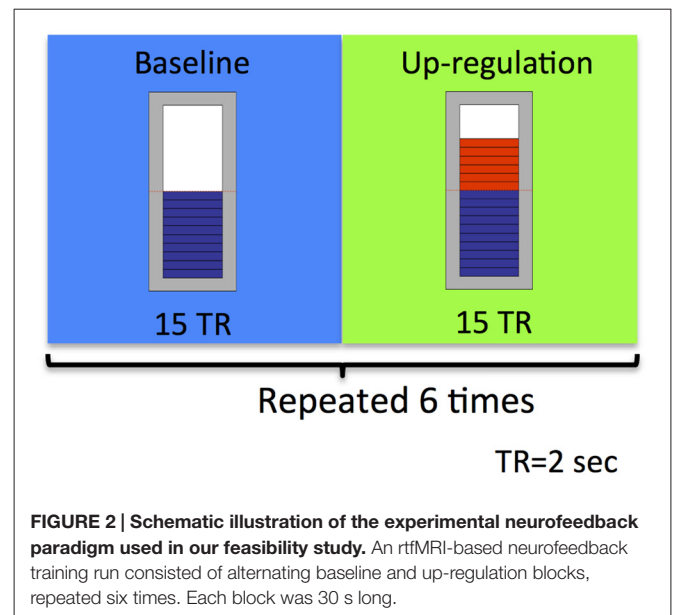 Baseline
Up-regulation
15 TR
15 TR
Repeated 6 times
TR=2 sec
FIGURE 2 | Schematic illustration of the experimental neurofeedback
paradigm used in our feasibility study. An rtfMRI-based neurofeedback
training run consisted of alternating baseline and up-regulation blocks,
repeated six times. Each block was 30 s long.